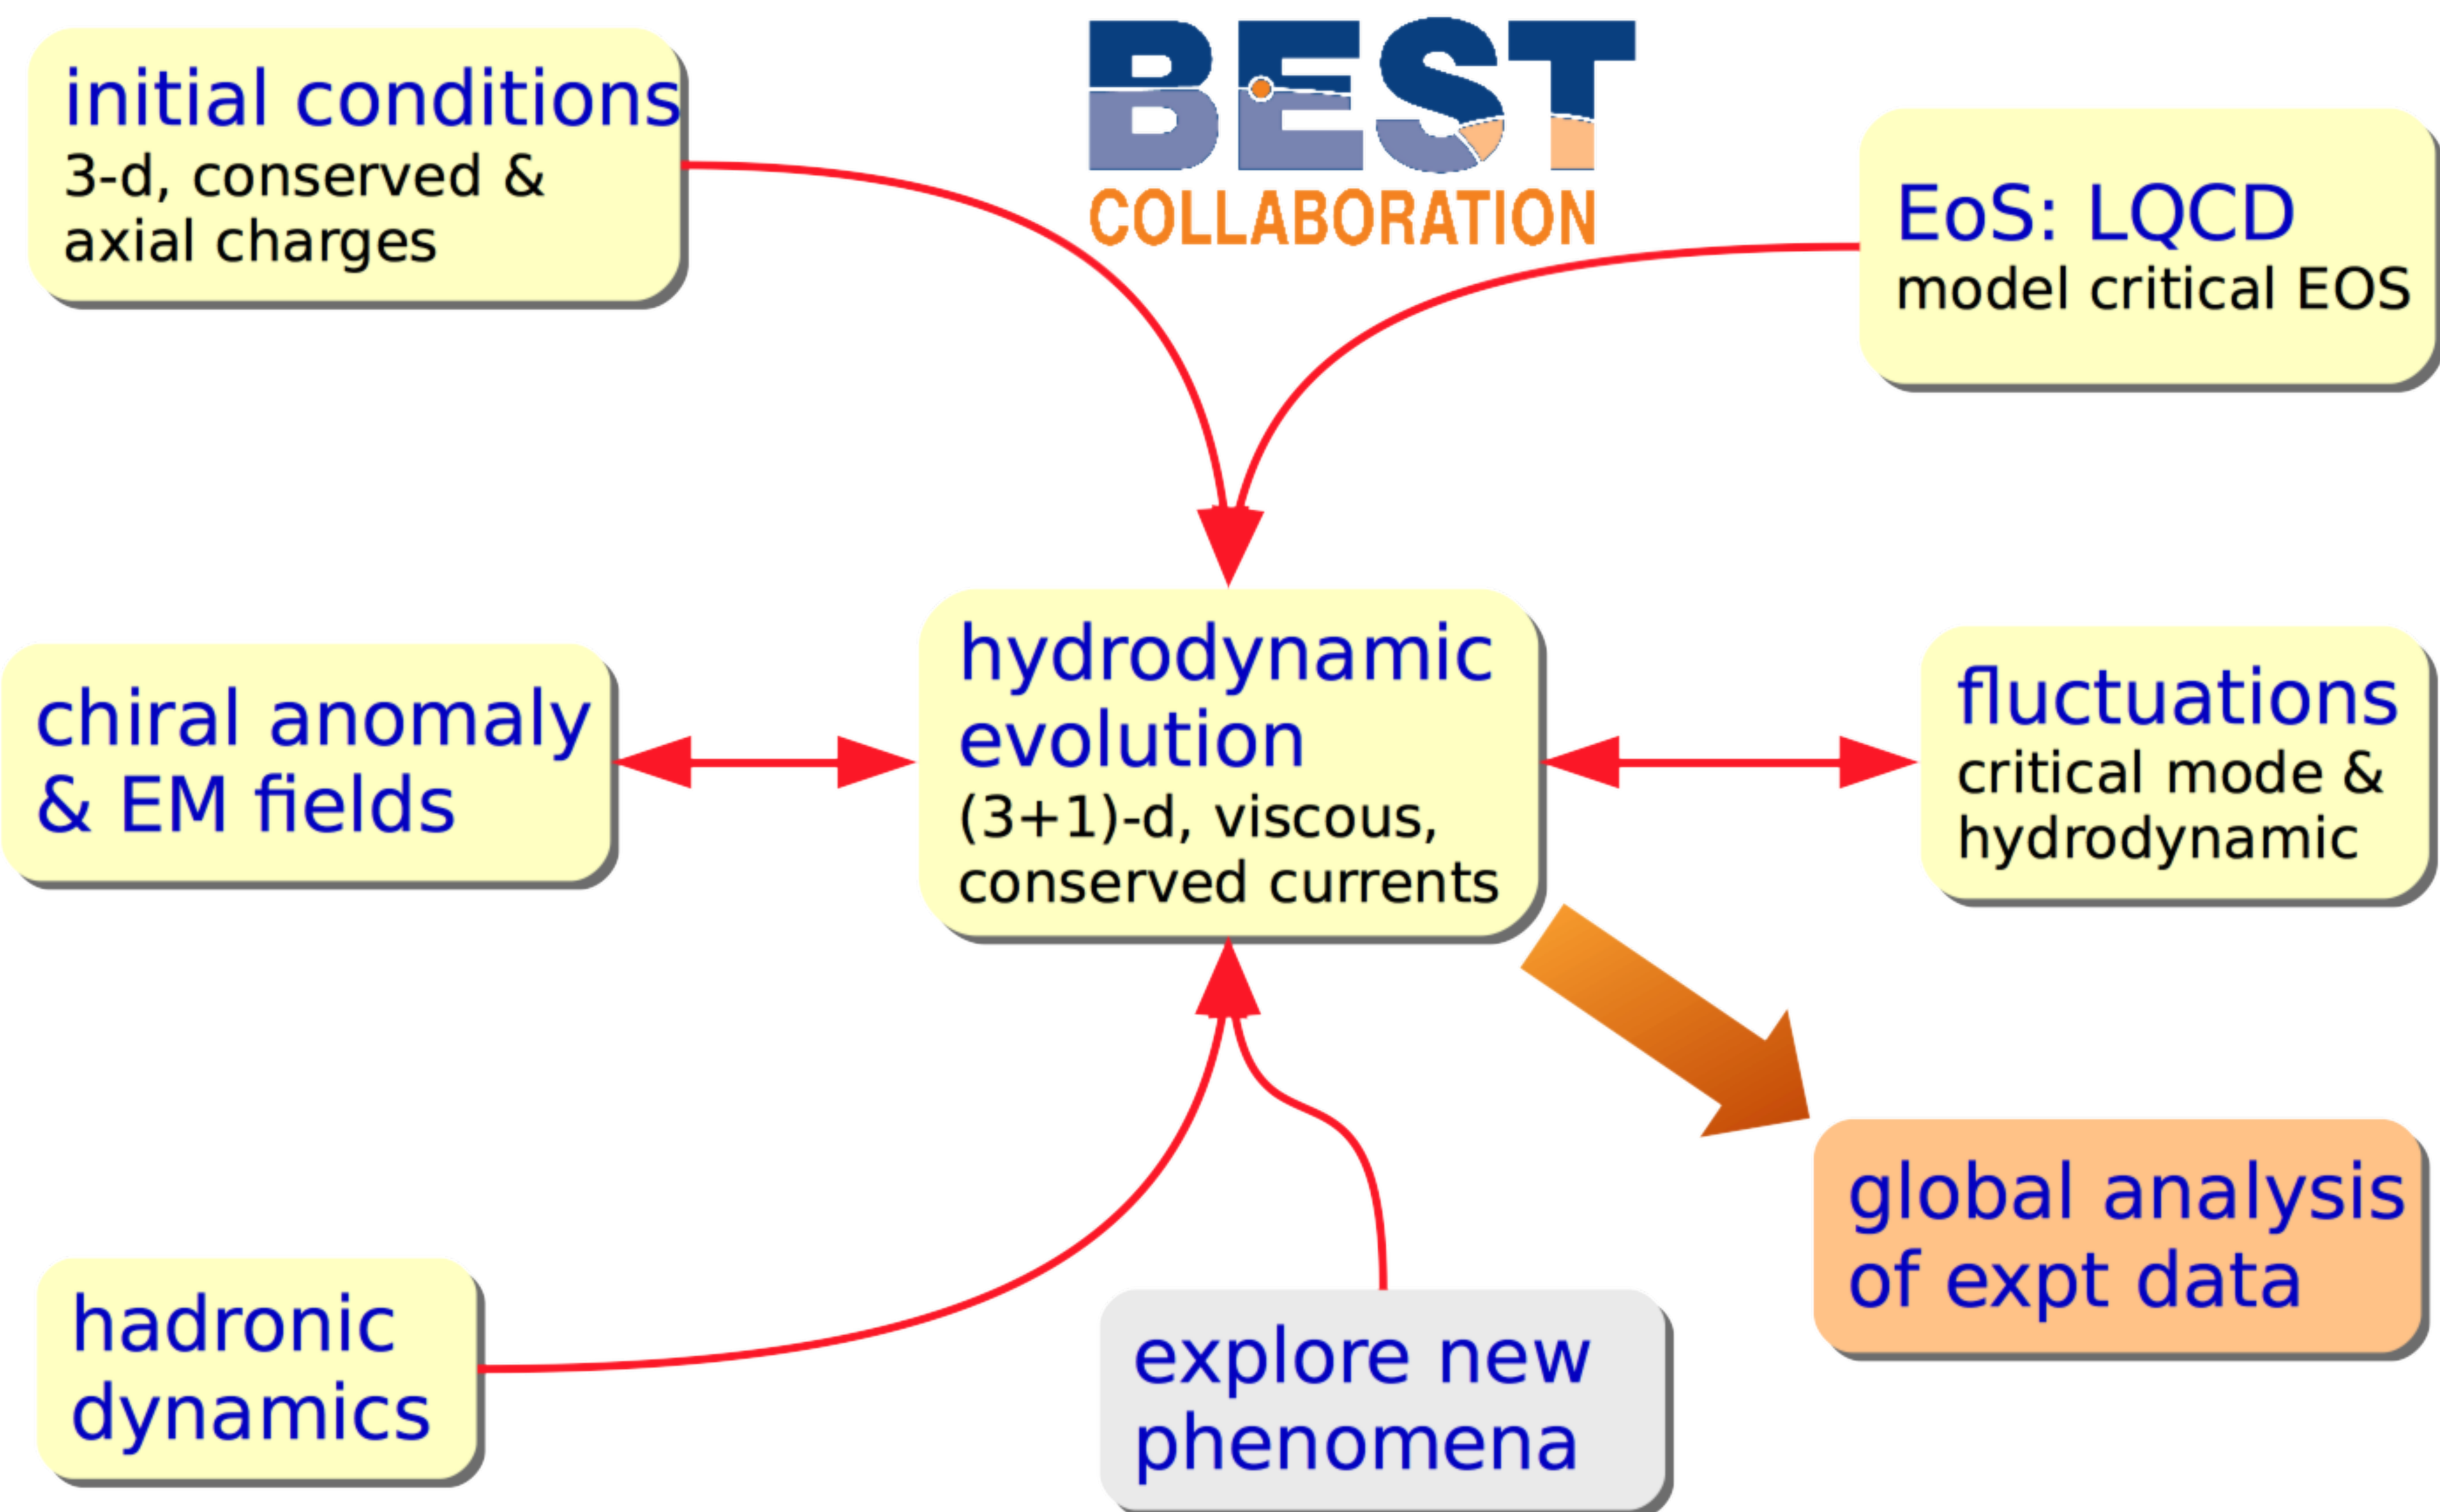 initial conditions
3-d, conserved &
axial charges
BEST
COLLABORATION
EoS: LQCD
model critical EOS
chiral anomaly
& EM fields
hydrodynamic
evolution
(3+1)-d, viscous,
conserved currents
fluctuations
critical mode &
hydrodynamic
hadronic
dynamics
explore new
phenomena
global analysis
of expt data